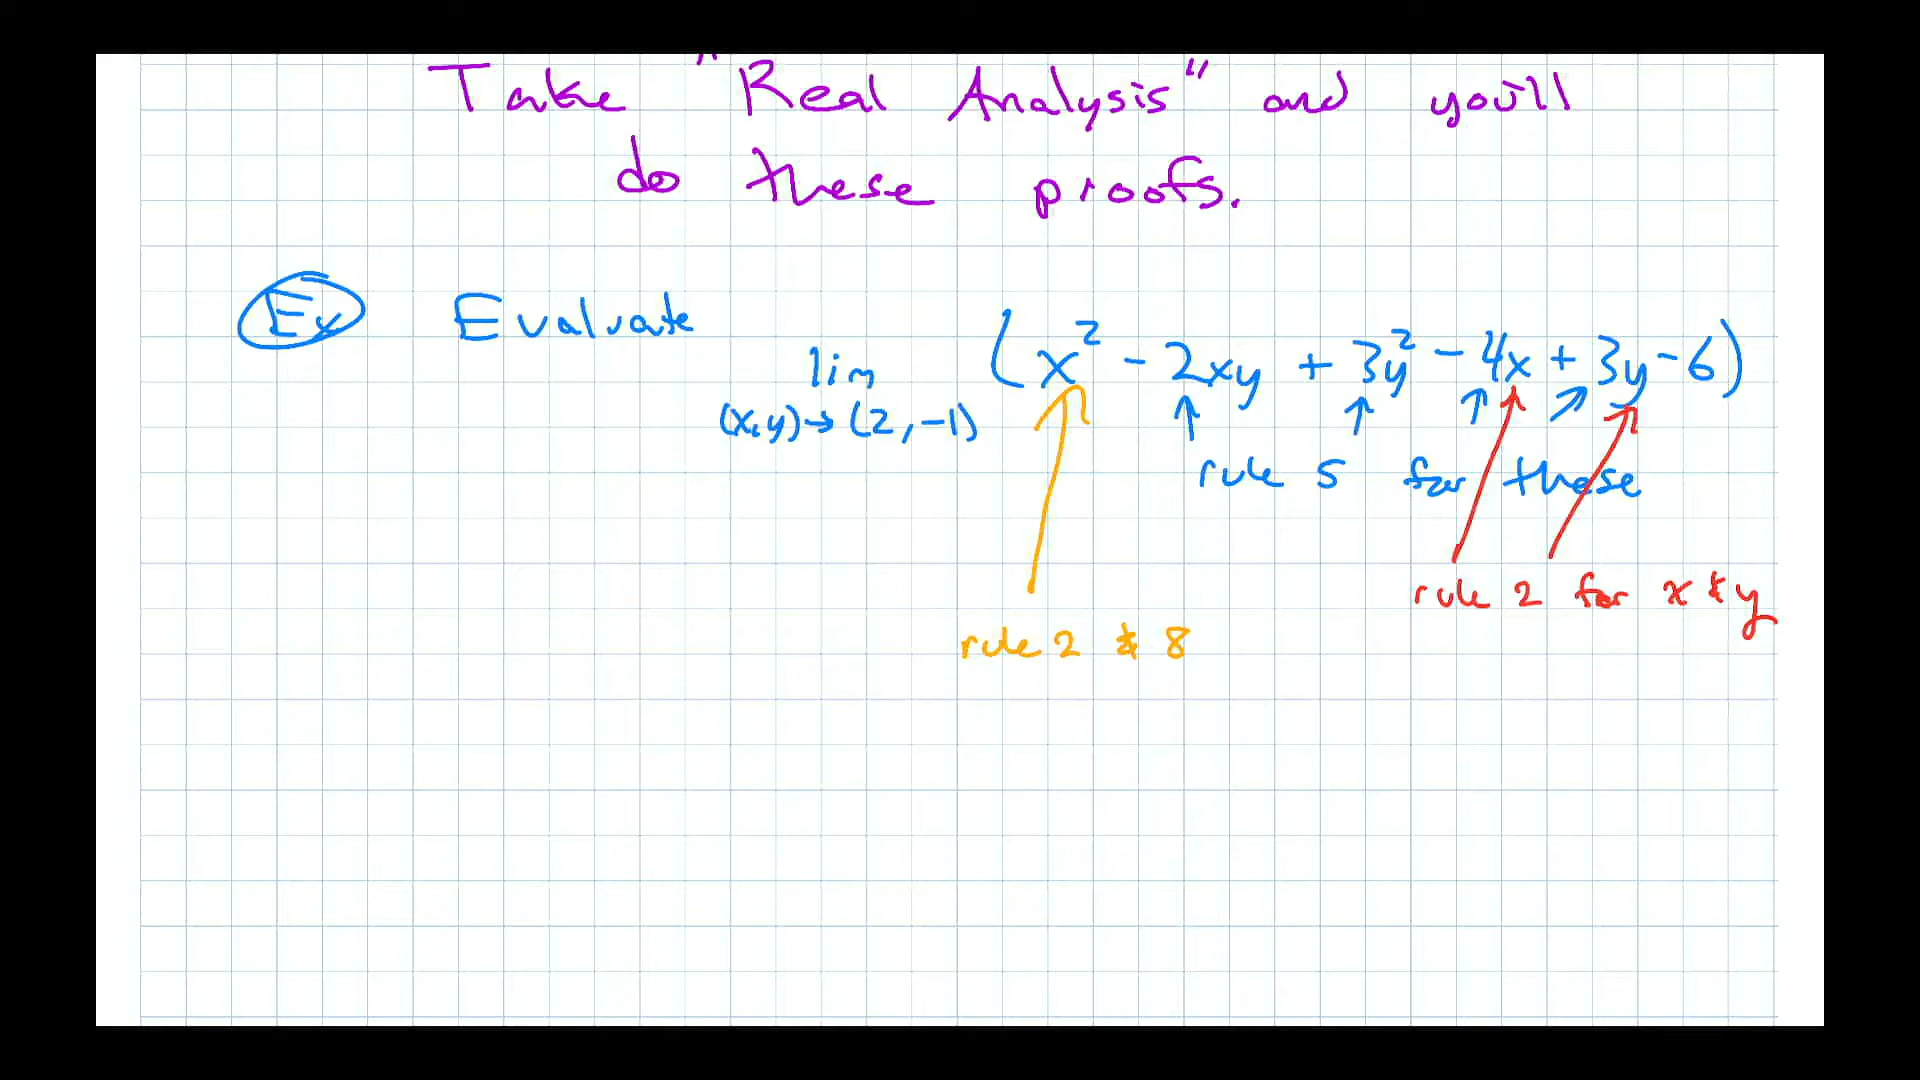 Take "Real Analysis" and you'll
do these proofs.
Ex Evaluate
lim (x² - 2xy + 3y² - 4x + 3y - 6)
(x,y)→(2,-1)
rule 5 for these
rule 2 for x & y
rule 2 & 8